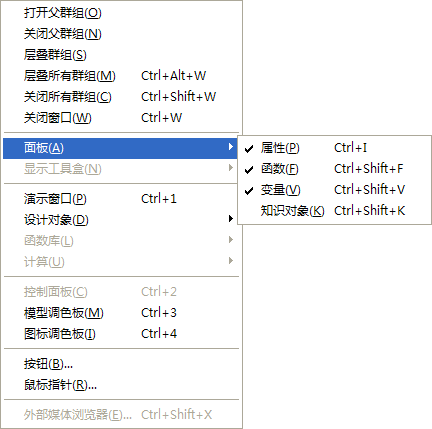 打开父群组(O)
关闭父群组(N)
层叠群组(S)
层叠所有群组(M) Ctrl+Alt+W
关闭所有群组(C) Ctrl+Shift+W
关闭窗口(W) Ctrl+W
面板(A)
显示工具盒(N)
演示窗口(P) Ctrl+1
设计对象(D)
函数库(L)
计算(U)
控制面板(C) Ctrl+2
模型调色板(M) Ctrl+3
图标调色板(I) Ctrl+4
按钮(B)...
鼠标指针(R)...
外部媒体浏览器(E)... Ctrl+Shift+X
属性(P) Ctrl+I
函数(F) Ctrl+Shift+F
变量(V) Ctrl+Shift+V
知识对象(K) Ctrl+Shift+K